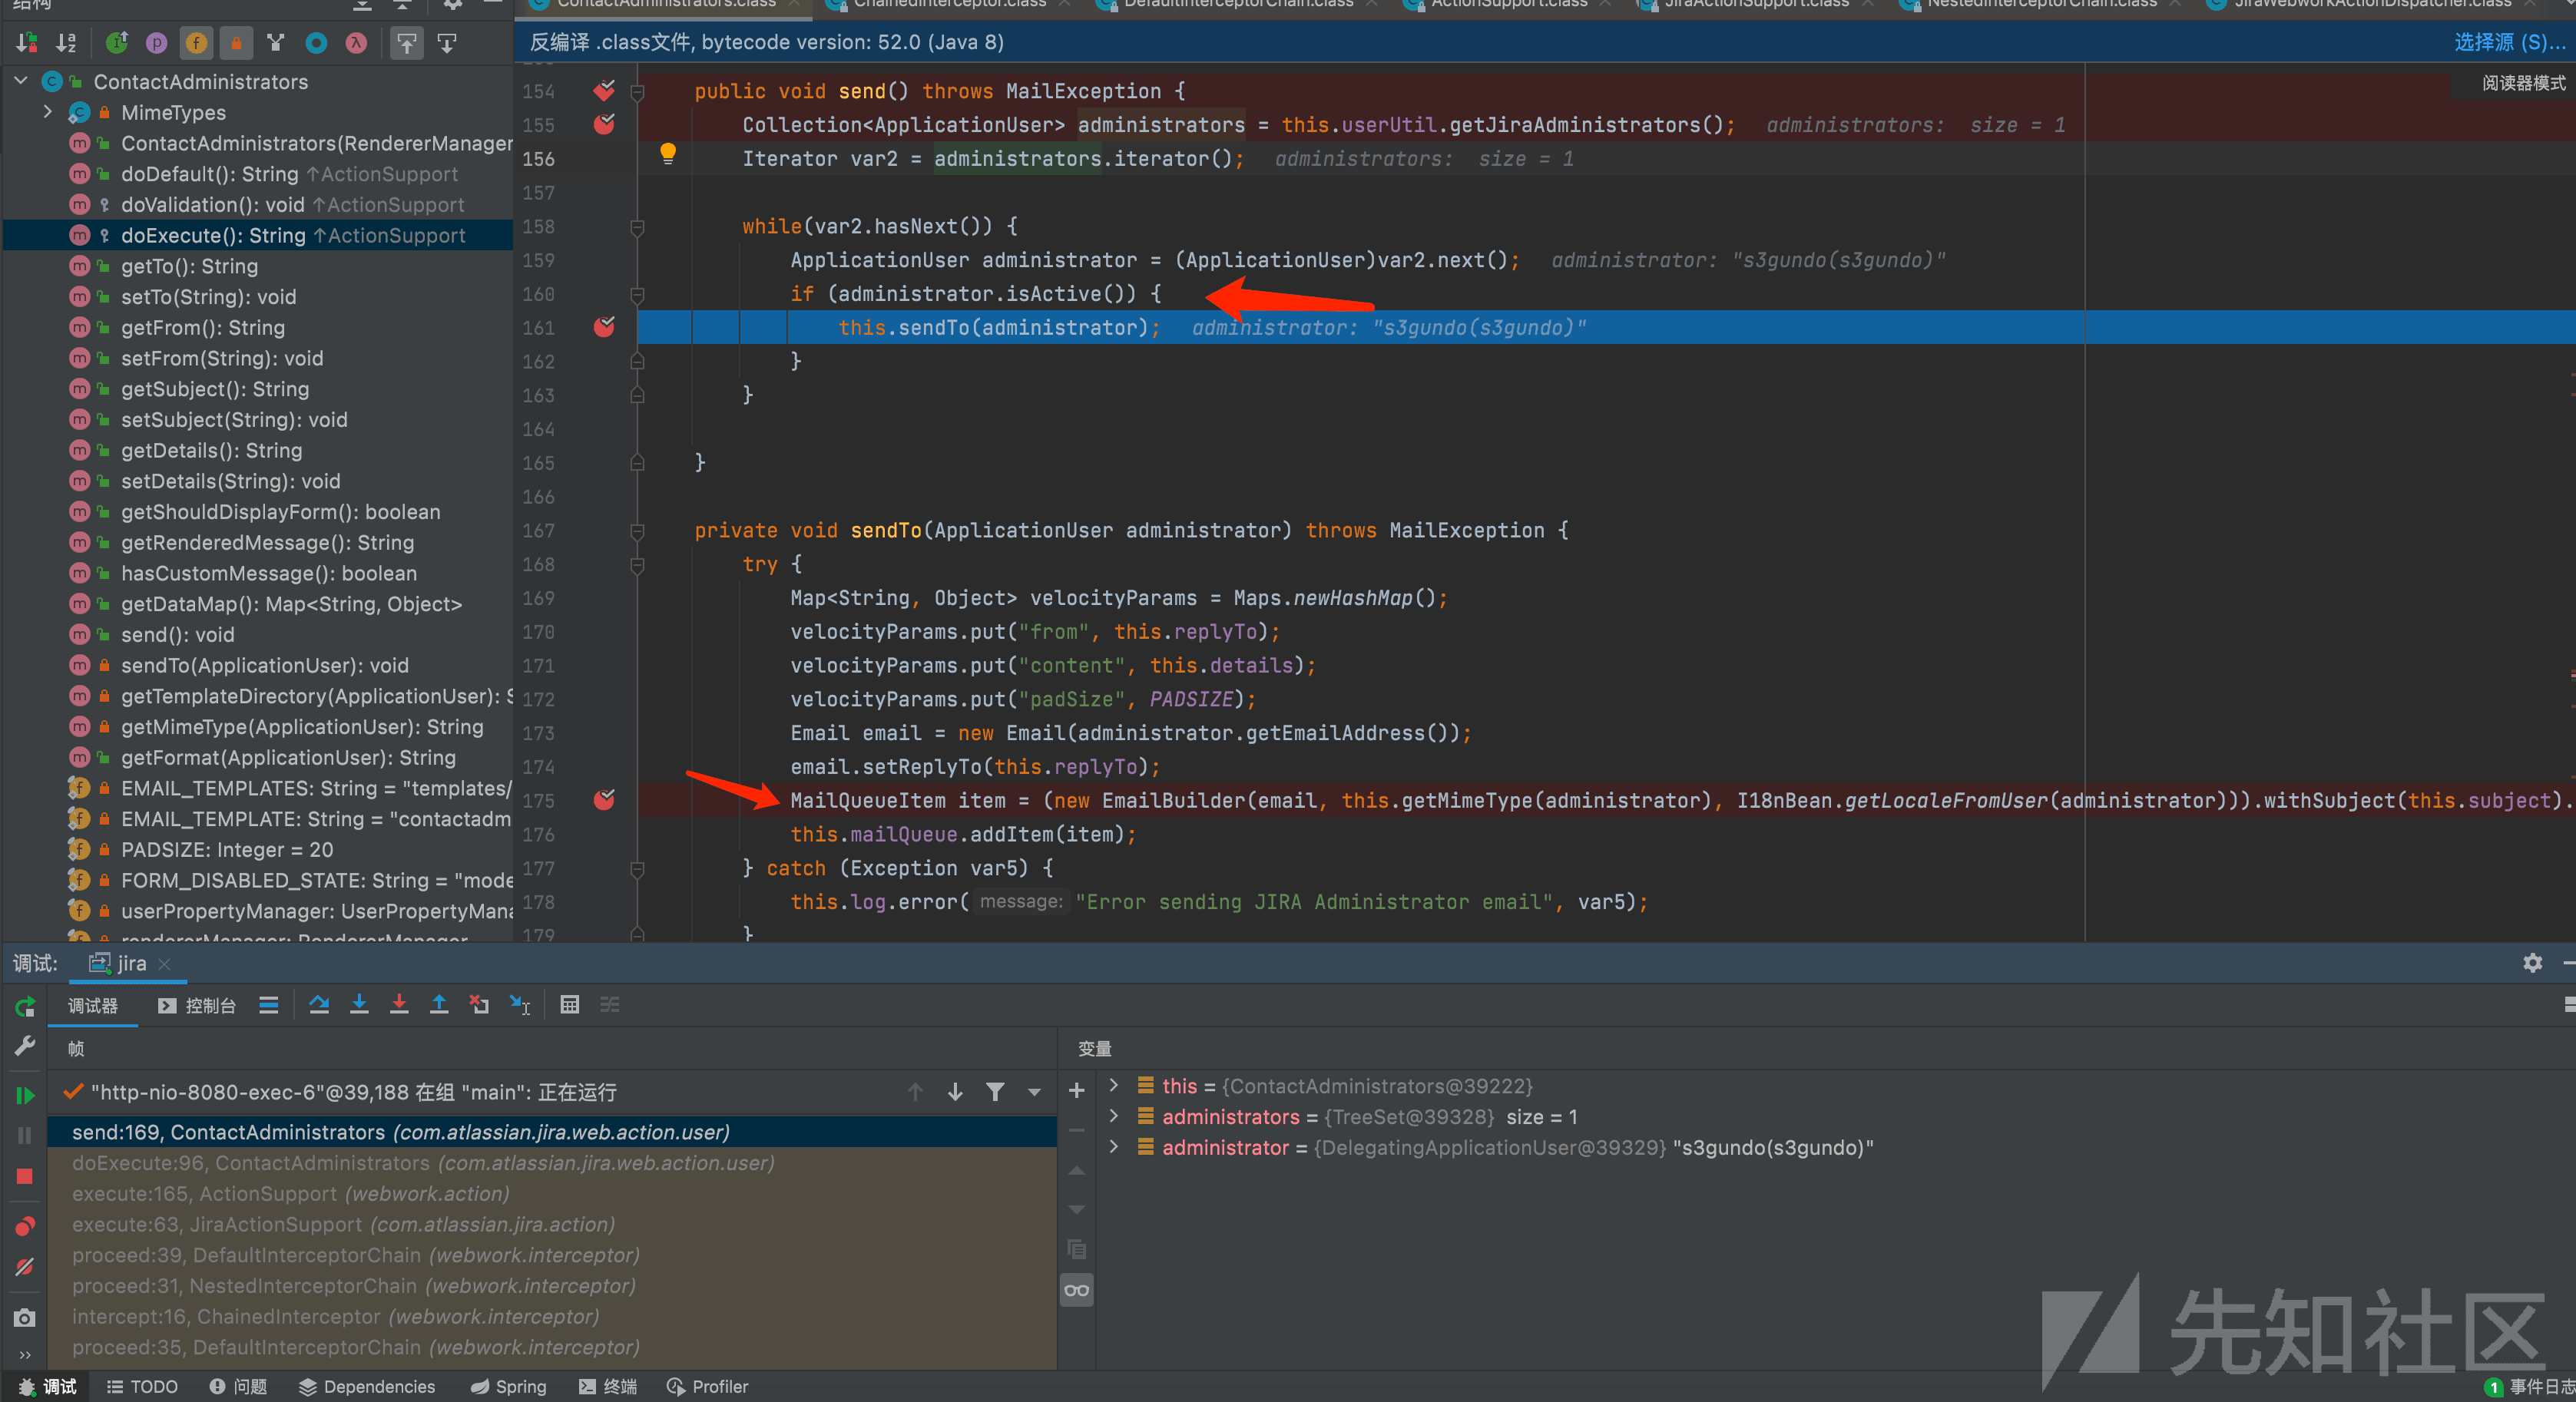 结构
ContactAdministrators.class
ChainedInterceptor.class
DefaultInterceptorChain.class
ActionSupport.class
JiraActionSupport.class
NestedInterceptorChain.class
JiraWebworkActionDispatcher.class
反编译 .class文件, bytecode version: 52.0 (Java 8)
选择源 (S)...
阅读器模式
ContactAdministrators
MimeTypes
ContactAdministrators(RendererManager
doDefault(): String ↑ActionSupport
doValidation(): void ↑ActionSupport
doExecute(): String ↑ActionSupport
getTo(): String
setTo(String): void
getFrom(): String
setFrom(String): void
getSubject(): String
setSubject(String): void
getDetails(): String
setDetails(String): void
getShouldDisplayForm(): boolean
getRenderedMessage(): String
hasCustomMessage(): boolean
getDataMap(): Map<String, Object>
send(): void
sendTo(ApplicationUser): void
getTemplateDirectory(ApplicationUser): S
getMimeType(ApplicationUser): String
getFormat(ApplicationUser): String
EMAIL_TEMPLATES: String = "templates/
EMAIL_TEMPLATE: String = "contactadm
PADSIZE: Integer = 20
FORM_DISABLED_STATE: String = "mode
userPropertyManager: UserPropertyMana
rendererManager: RendererManager
154 public void send() throws MailException {
155 Collection<ApplicationUser> administrators = this.userUtil.getJiraAdministrators(); administrators: size = 1
156 Iterator var2 = administrators.iterator(); administrators: size = 1
157
158 while(var2.hasNext()) {
159 ApplicationUser administrator = (ApplicationUser)var2.next(); administrator: "s3gundo(s3gundo)"
160 if (administrator.isActive()) {
161 this.sendTo(administrator); administrator: "s3gundo(s3gundo)"
162 }
163 }
164
165 }
166
167 private void sendTo(ApplicationUser administrator) throws MailException {
168 try {
169 Map<String, Object> velocityParams = Maps.newHashMap();
170 velocityParams.put("from", this.replyTo);
171 velocityParams.put("content", this.details);
172 velocityParams.put("padSize", PADSIZE);
173 Email email = new Email(administrator.getEmailAddress());
174 email.setReplyTo(this.replyTo);
175 MailQueueItem item = (new EmailBuilder(email, this.getMimeType(administrator), I18nBean.getLocaleFromUser(administrator))).withSubject(this.subject).
176 this.mailQueue.addItem(item);
177 } catch (Exception var5) {
178 this.log.error( message: "Error sending JIRA Administrator email", var5);
179 }
调试: jira
调试器 控制台
帧
变量
"http-nio-8080-exec-6"@39,188 在组 "main": 正在运行
send:169, ContactAdministrators (com.atlassian.jira.web.action.user)
doExecute:96, ContactAdministrators (com.atlassian.jira.web.action.user)
execute:165, ActionSupport (webwork.action)
execute:63, JiraActionSupport (com.atlassian.jira.action)
proceed:39, DefaultInterceptorChain (webwork.interceptor)
proceed:31, NestedInterceptorChain (webwork.interceptor)
intercept:16, ChainedInterceptor (webwork.interceptor)
proceed:35, DefaultInterceptorChain (webwork.interceptor)
this = {ContactAdministrators@39222}
administrators = {TreeSet@39328} size = 1
administrator = {DelegatingApplicationUser@39329} "s3gundo(s3gundo)"
先知社区
调试 TODO 问题 Dependencies Spring 终端 Profiler
1 事件日志